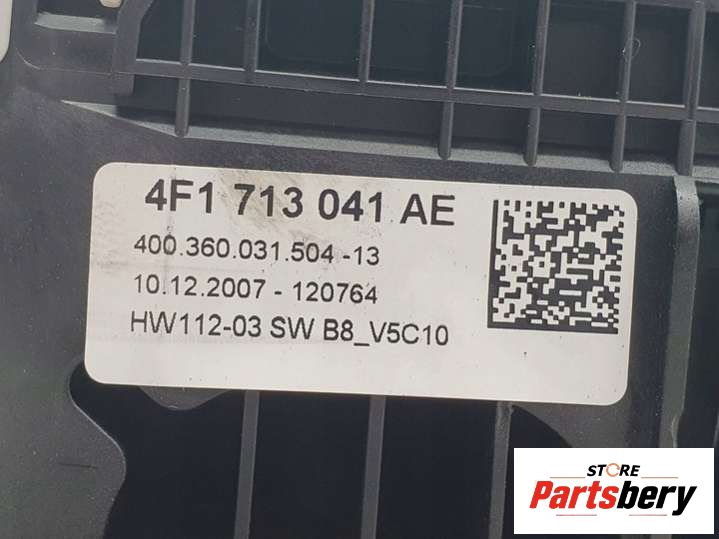 4F1 713 041 AE
400.360.031.504 -13
10.12.2007 - 120764
HW112-03 SW B8_V5C10
STORE
Partsbery